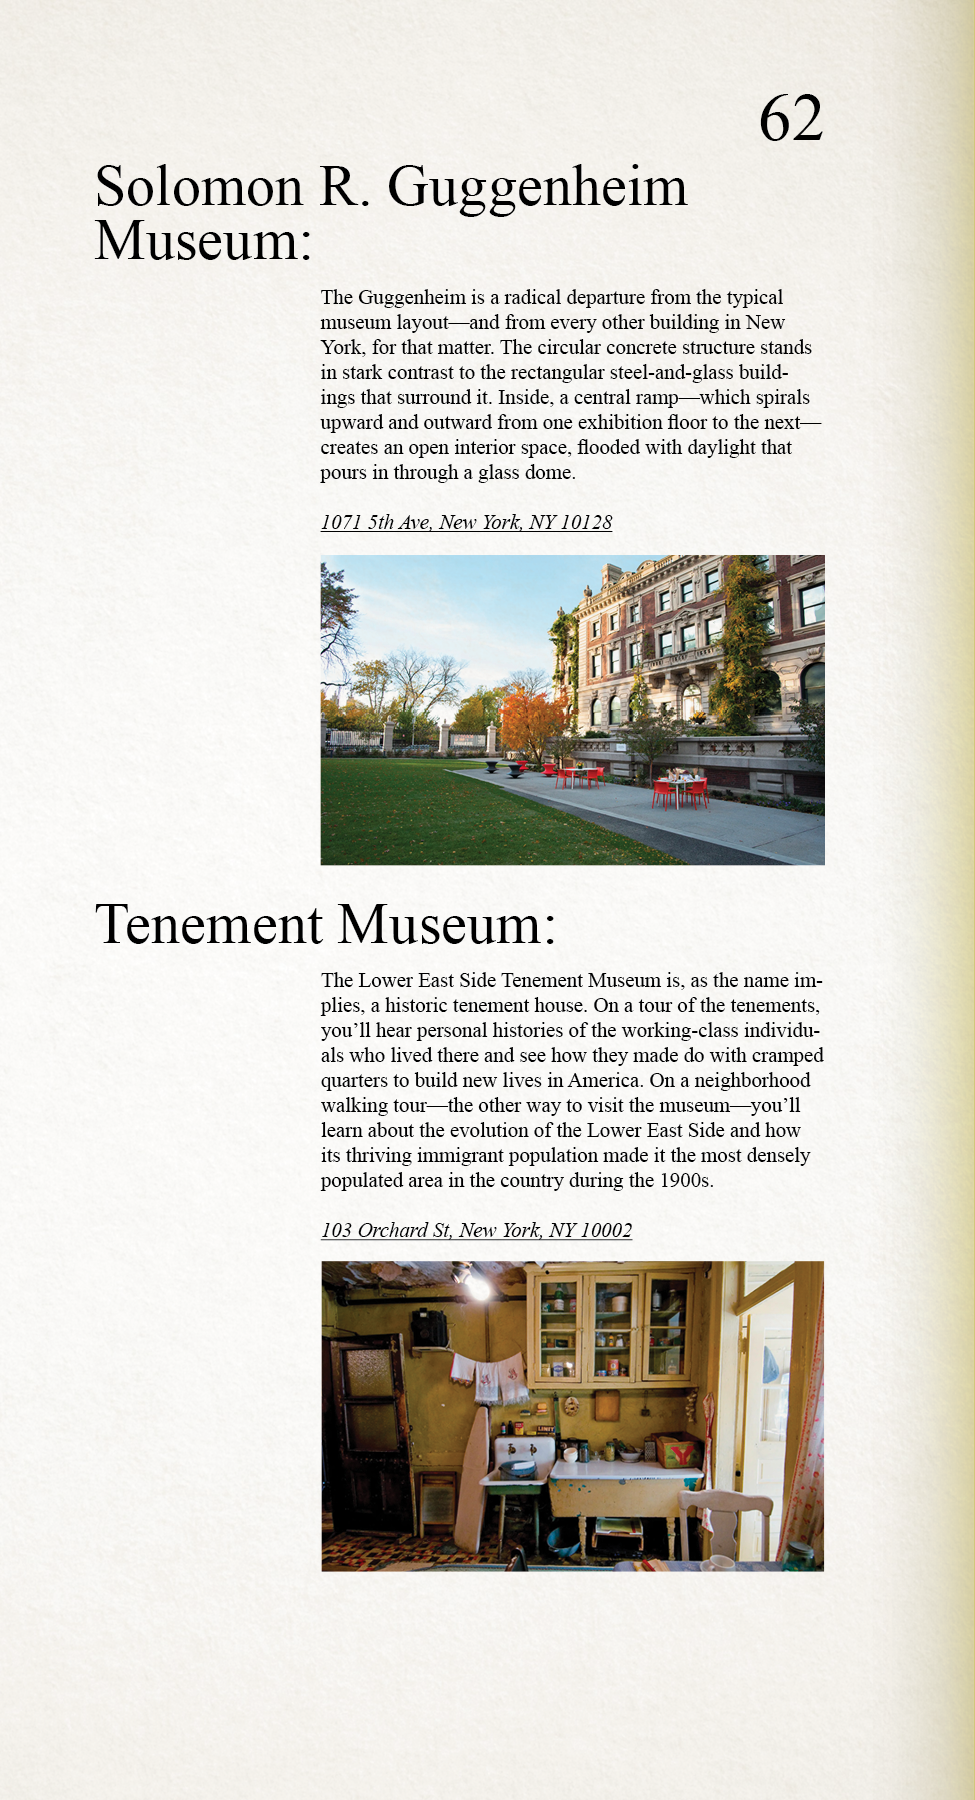 62
Solomon R. Guggenheim
Museum:
The Guggenheim is a radical departure from the typical
museum layout—and from every other building in New
York, for that matter. The circular concrete structure stands
in stark contrast to the rectangular steel-and-glass build-
ings that surround it. Inside, a central ramp—which spirals
upward and outward from one exhibition floor to the next—
creates an open interior space, flooded with daylight that
pours in through a glass dome.
1071 5th Ave, New York, NY 10128
Tenement Museum:
The Lower East Side Tenement Museum is, as the name im-
plies, a historic tenement house. On a tour of the tenements,
you’ll hear personal histories of the working-class individu-
als who lived there and see how they made do with cramped
quarters to build new lives in America. On a neighborhood
walking tour—the other way to visit the museum—you’ll
learn about the evolution of the Lower East Side and how
its thriving immigrant population made it the most densely
populated area in the country during the 1900s.
103 Orchard St, New York, NY 10002
LIMIT